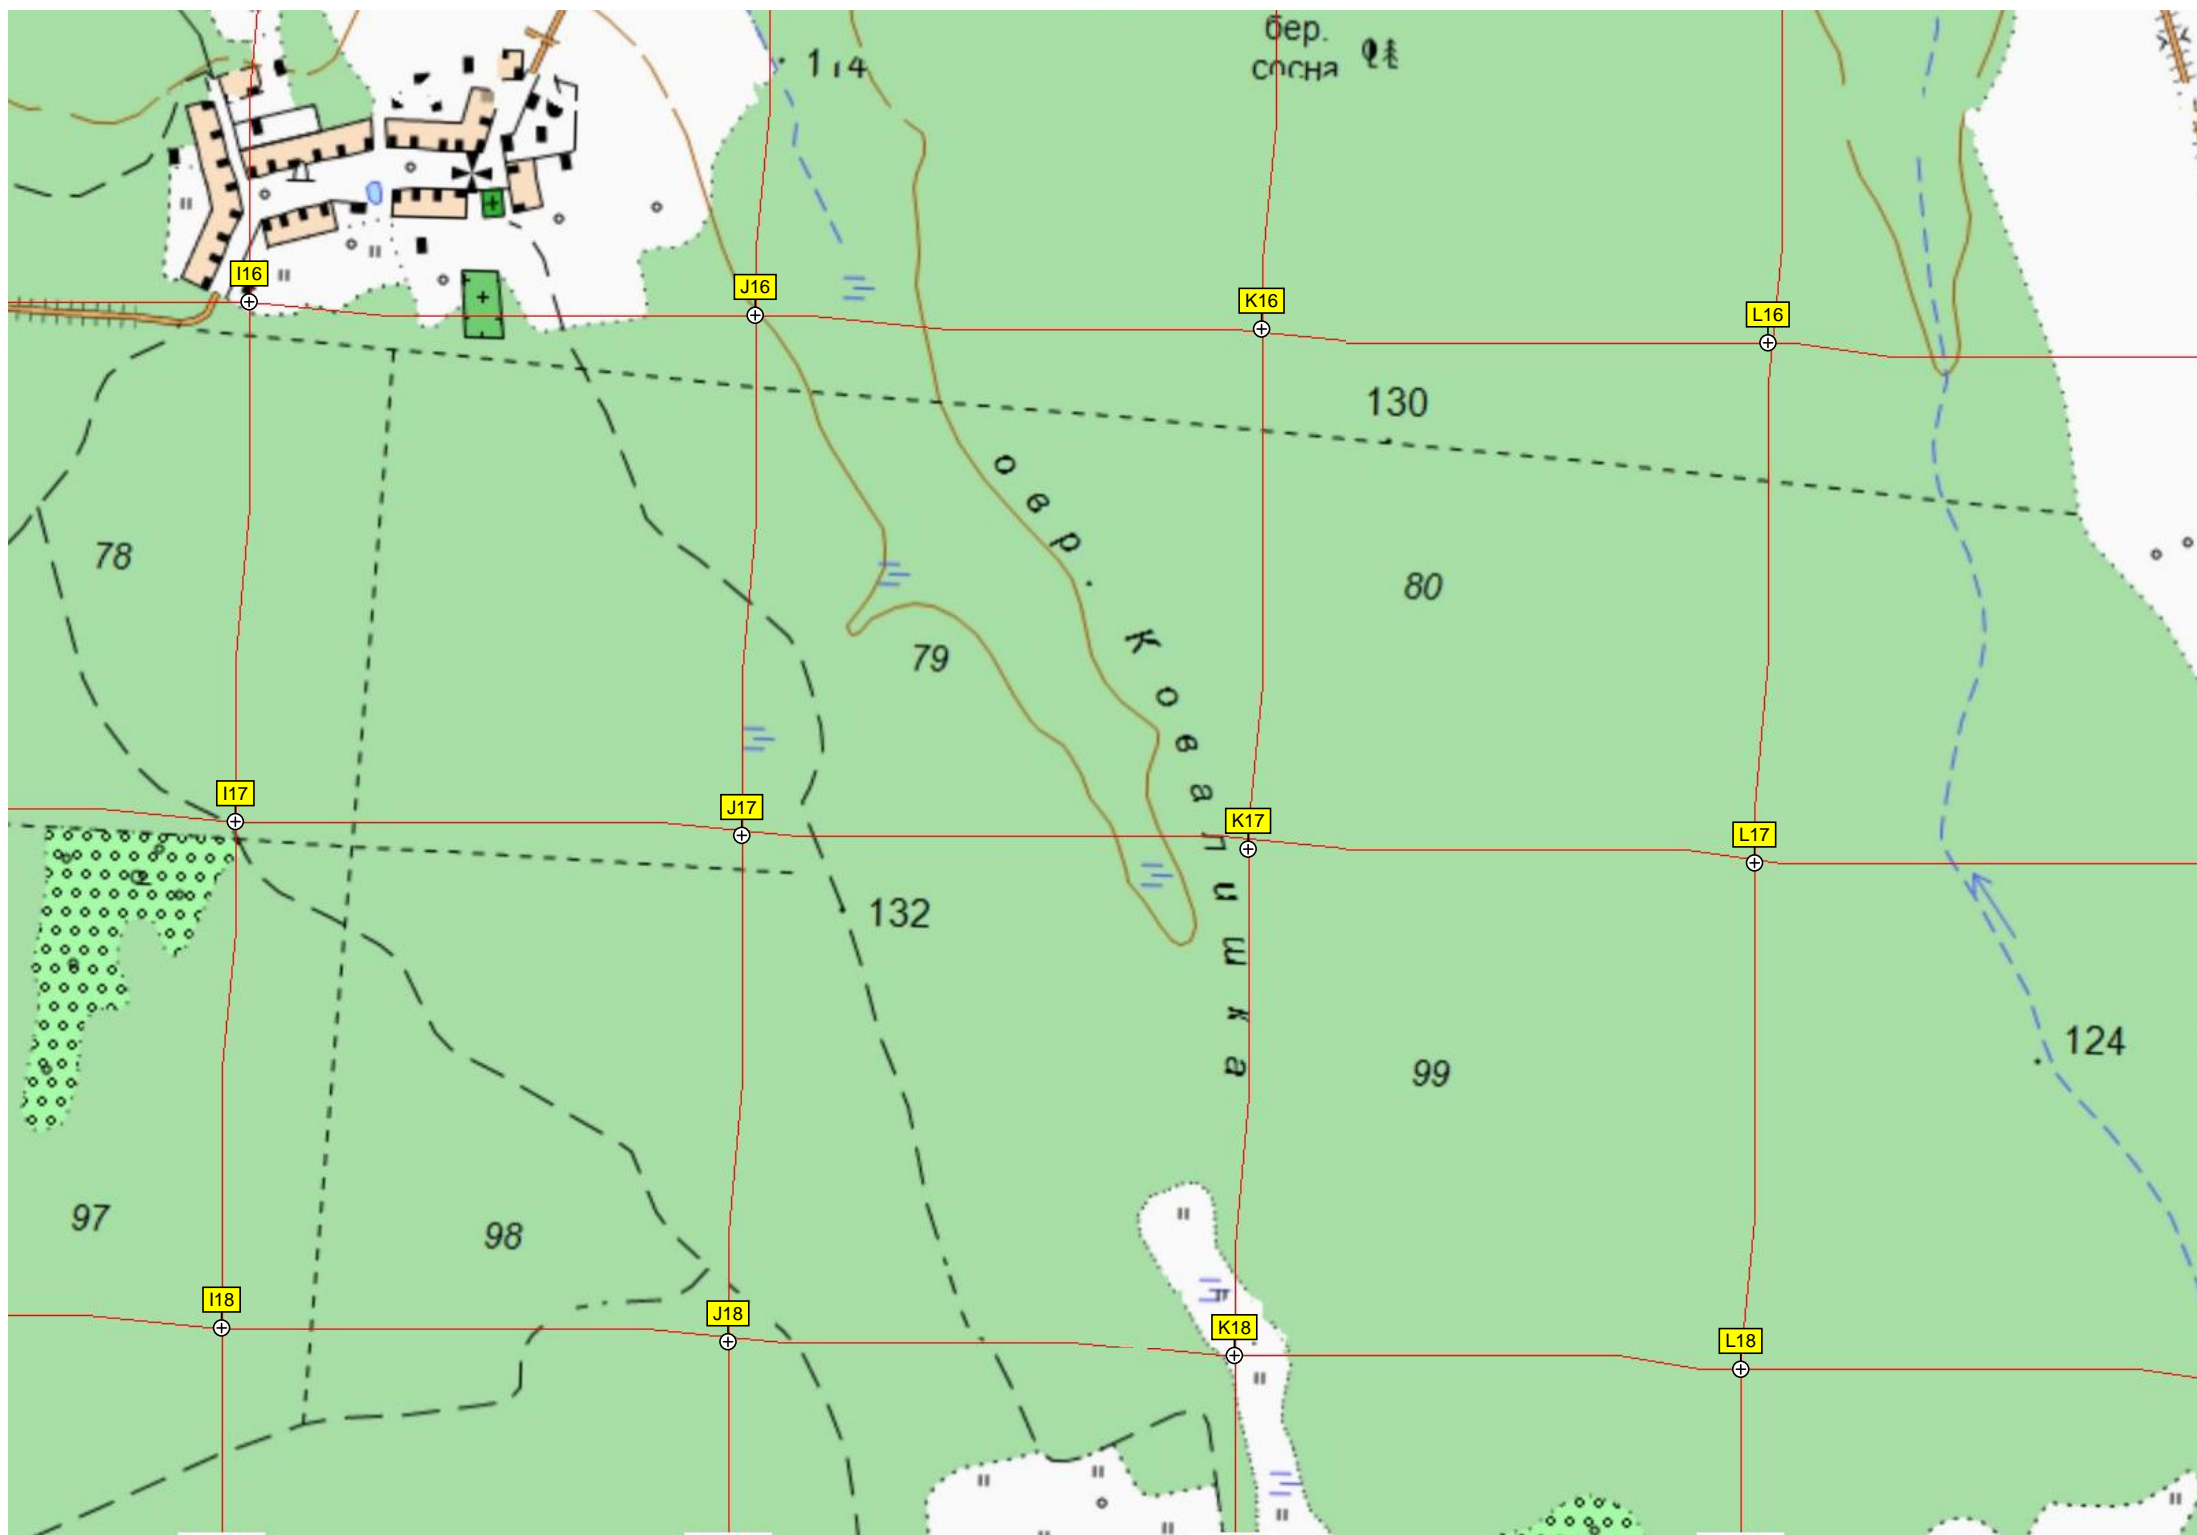 бер.
сосна
114
I16
J16
K16
L16
130
овр. Ковалишка
78
80
79
I17
J17
K17
L17
132
124
99
97
98
I18
J18
K18
L18